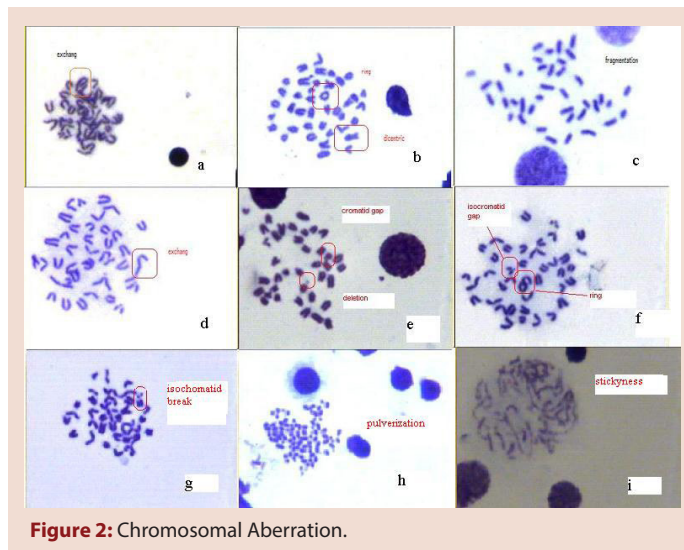 exchang
a
ring
dicentric
b
fragmentation
c
exchang
d
cromatid gap
deletion
e
isocromatid
gap
ring
f
isochomatid
break
g
pulverization
h
stickyness
i
Figure 2: Chromosomal Aberration.